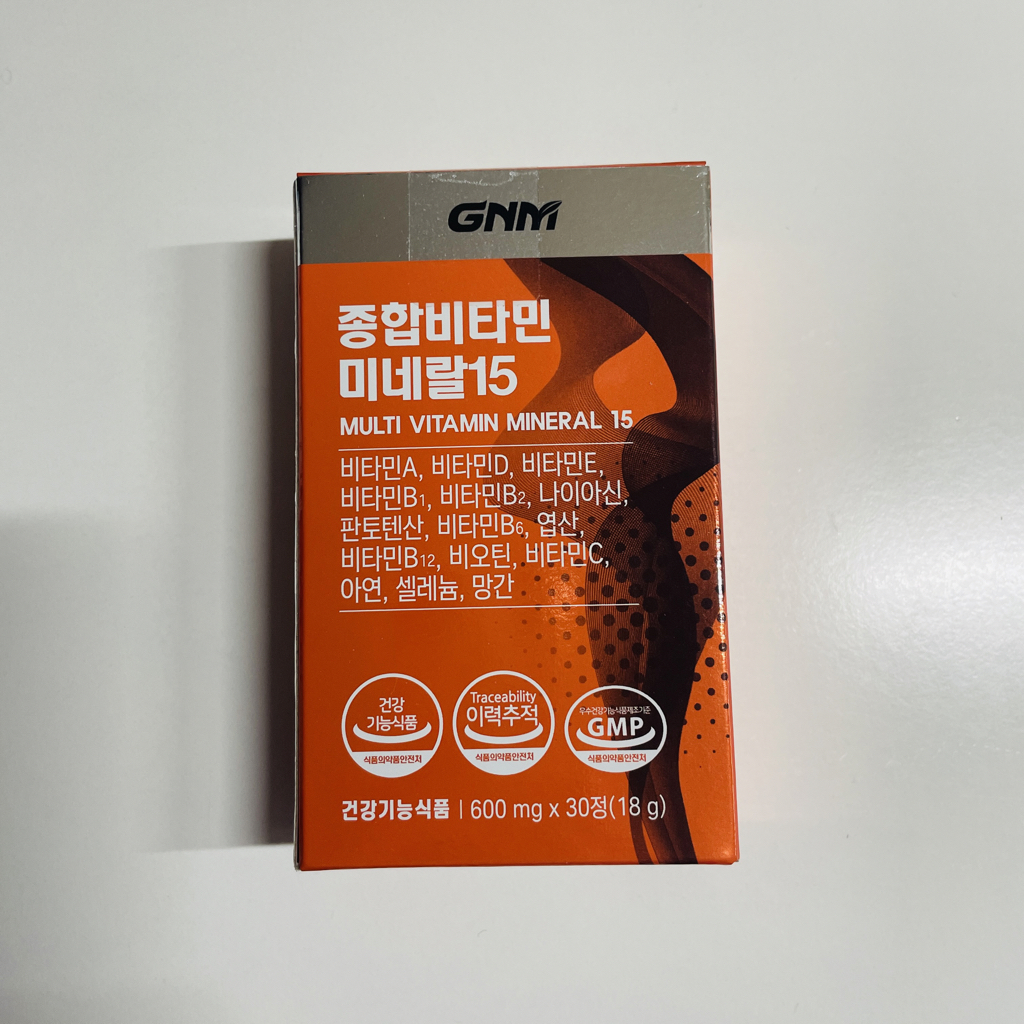 GNM
종합비타민
미네랄15
MULTI VITAMIN MINERAL 15
비타민A, 비타민D, 비타민E,
비타민B1, 비타민B2, 나이아신,
판토텐산, 비타민B6, 엽산,
비타민B12, 비오틴, 비타민C,
아연, 셀레늄, 망간
건강
기능식품
식품의약품안전처
Traceability
이력추적
식품의약품안전처
우수건강기능식품제조기준
GMP
식품의약품안전처
건강기능식품 | 600 mg x 30정(18 g)